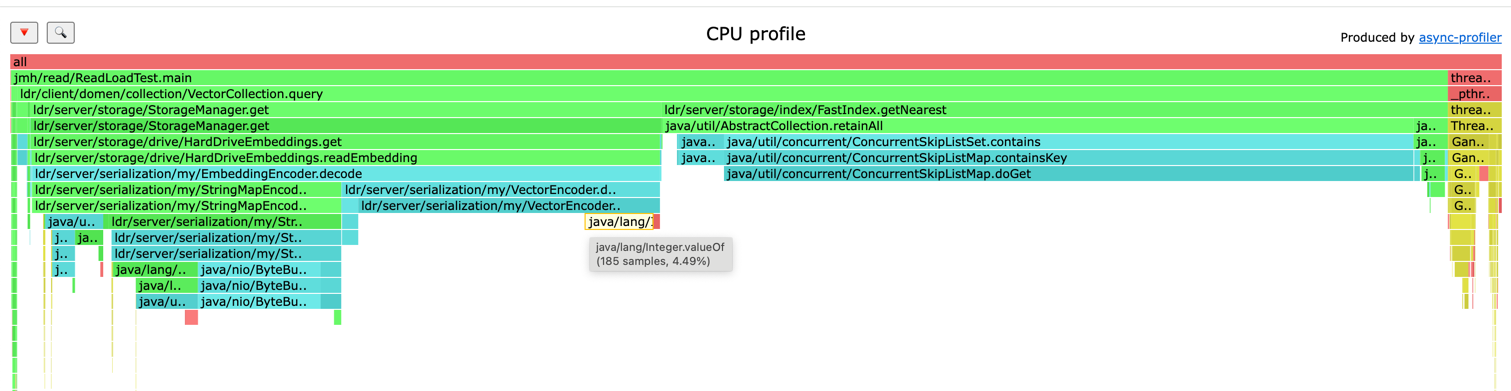 CPU profile
Produced by async-profiler
all
jmh/read/ReadLoadTest.main threa..
ldr/client/domen/collection/VectorCollection.query _pthr..
ldr/server/storage/StorageManager.get ldr/server/storage/index/FastIndex.getNearest threa..
ldr/server/storage/StorageManager.get java/util/AbstractCollection.retainAll ja.. Threa..
ldr/server/storage/drive/HardDriveEmbeddings.get java.. java/util/concurrent/ConcurrentSkipListSet.contains ja.. Gan..
ldr/server/storage/drive/HardDriveEmbeddings.readEmbedding java.. java/util/concurrent/ConcurrentSkipListMap.containsKey j.. Gan..
ldr/server/serialization/my/EmbeddingEncoder.decode java/util/concurrent/ConcurrentSkipListMap.doGet j.. G..
ldr/server/serialization/my/StringMapEncod.. ldr/server/serialization/my/VectorEncoder.d.. G..
ldr/server/serialization/my/StringMapEncod.. ldr/server/serialization/my/VectorEncoder.. G..
java/u.. ldr/server/serialization/my/Str.. java/lang/
j.. ja.. ldr/server/serialization/my/St..
j.. ldr/server/serialization/my/St..
j.. java/lang/.. java/nio/ByteBu..
java/l.. java/nio/ByteBu..
java/u.. java/nio/ByteBu..
java/lang/Integer.valueOf
(185 samples, 4.49%)